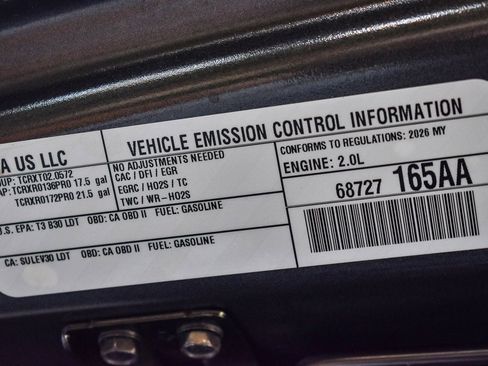 A US LLC
VEHICLE EMISSION CONTROL INFORMATION
UP: TCRXT02.0572
AP: TCRXR0136PR0 17.5 gal
TCRXR0172PR0 21.5 gal
NO ADJUSTMENTS NEEDED
CAC / DFI / EGR
EGRC / HO2S / TC
TWC / WR-HO2S
CONFORMS TO REGULATIONS: 2026 MY
ENGINE: 2.0L
68727 165AA
U.S. EPA: T3 B30 LDT OBD: CA OBD II FUEL: GASOLINE
CA: SULEV30 LDT OBD: CA OBD II FUEL: GASOLINE